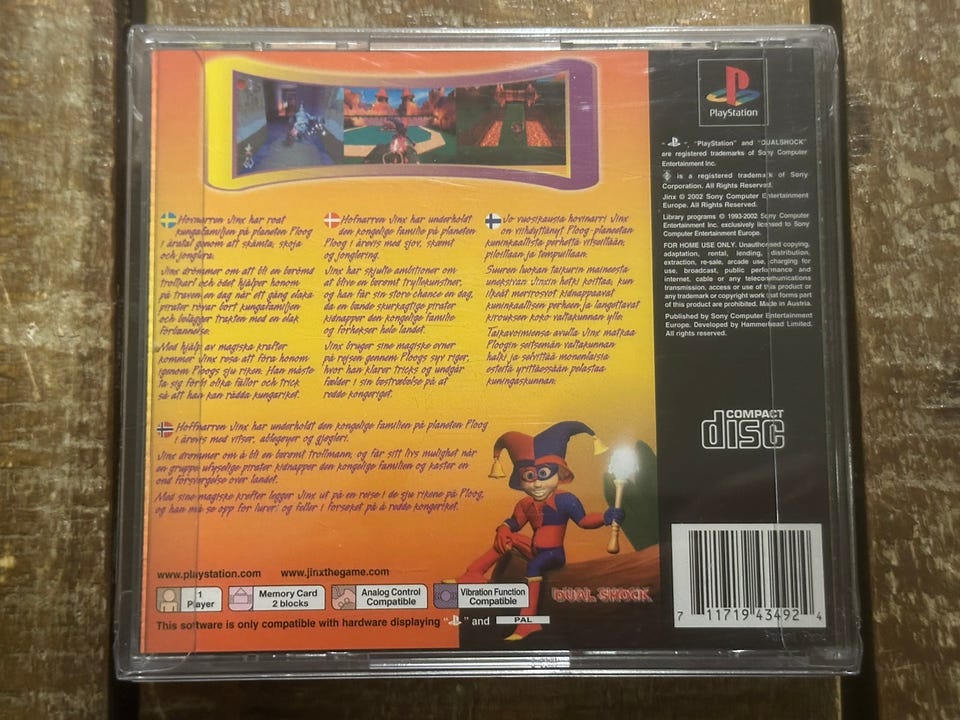 Hovnarren Jinx har roat
kungafamiljen på planeten Ploog
i åratal genom att skämta, skoja
och jonglera.
Jinx drömmer om att bli en berömd
trollkarl och ödet hjälper honom
på traven en dag när ett gäng elaka
pirater rövar bort kungafamiljen
och belägger trakten med en elak
förbannelse.
Med hjälp av magiska krafter
kommer Jinx resa att föra honom
igenom Ploogs sju riken. Han måste
ta sig förbi olika fällor och trick
så att han kan rädda kungariket.
Hofnarren Jinx har underholdt
den kongelige familie på planeten
Ploog i årevis med sjov, skæmt
og jonglering.
Jinx har skjulte ambitioner om
at blive en berømt tryllekunstner,
og han får sin store chance en dag,
da en bande skurkagtige pirater
kidnapper den kongelige familie
og forhekser hele landet.
Jinx bruger sine magiske evner
på rejsen gennem Ploogs syv riger,
hvor han klarer tricks og undgår
fælder i sin bestræbelse på at
redde kongeriget.
Jo vuosikausia hovinarri Jinx
on viihdyttänyt Ploog-planeetan
kuninkaallista perhettä vitseillään,
piloillaan ja tempuillaan.
Suuren luokan taikurin maineesta
uneksivan Jinxin hetki koittaa, kun
ilkeät merirosvot kidnappaavat
kuninkaallisen perheen ja langettavat
kirouksen koko valtakunnan ylle.
Taikavoimiensa avulla Jinx matkaa
Ploogin seitsemän valtakunnan
halki ja selvittää monenlaisia
esteitä yrittäessään pelastaa
kuningaskunnan.
Hoffnarren Jinx har underholdt den kongelige familien på planeten Ploog
i årevis med vitser, ablegøyer og gjøgleri.
Jinx drømmer om å bli en berømt trollmann, og får sitt livs mulighet når
en gruppe ufyselige pirater kidnapper den kongelige familien og kaster en
ond forsvergelse over landet.
Med sine magiske krefter legger Jinx ut på en reise i de sju rikene på Ploog,
og han må se opp for lurer og feller i forsøket på å redde kongeriket.
www.playstation.com www.jinxthegame.com
1
Player
Memory Card
2 blocks
Analog Control
Compatible
Vibration Function
Compatible
DUAL SHOCK
This software is only compatible with hardware displaying " " and PAL
PlayStation
" ", "PlayStation" and "DUALSHOCK"
are registered trademarks of Sony Computer
Entertainment Inc.
is a registered trademark of Sony
Corporation. All Rights Reserved.
Jinx © 2002 Sony Computer Entertainment
Europe. All Rights Reserved.
Library programs © 1993-2002 Sony Computer
Entertainment Inc. exclusively licensed to Sony
Computer Entertainment Europe.
FOR HOME USE ONLY. Unauthorised copying,
adaptation, rental, lending, distribution,
extraction, re-sale, arcade use, charging for
use, broadcast, public performance and
internet, cable or any telecommunications
transmission, access or use of this product or
any trademark or copyright work that forms part
of this product are prohibited. Made in Austria.
Published by Sony Computer Entertainment
Europe. Developed by Hammerhead Limited.
All rights reserved.
COMPACT
disc
7 11719 43492 4